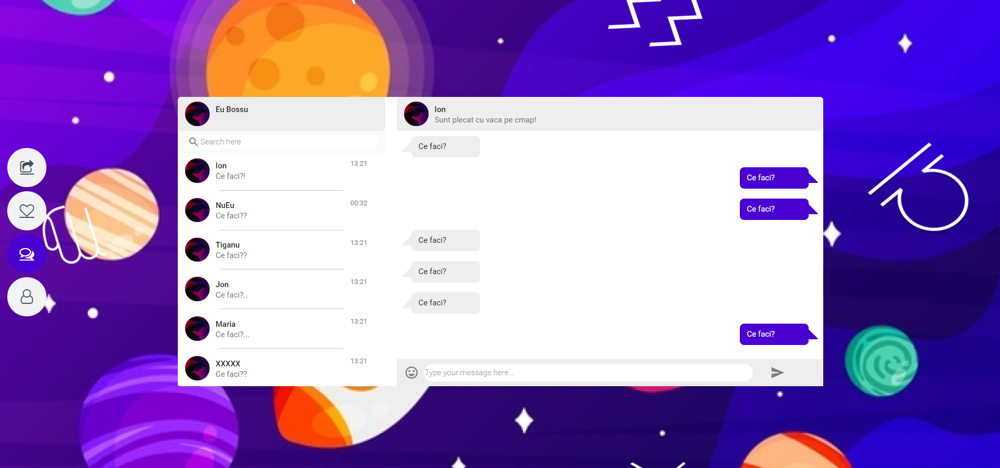 Eu Bossu
Search here
Ion
13:21
Ce faci?!
NuEu
00:32
Ce faci??
Tiganu
13:21
Ce faci??
Jon
13:21
Ce faci?..
Maria
13:21
Ce faci?...
XXXXX
13:21
Ce faci??
Ion
Sunt plecat cu vaca pe cmap!
Ce faci?
Ce faci?
Ce faci?
Ce faci?
Ce faci?
Ce faci?
Ce faci?
Type your message here...